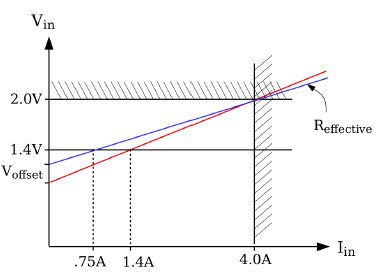 Vin
2.0V
Reffective
1.4V
Voffset
Iin
.75A 1.4A 4.0A